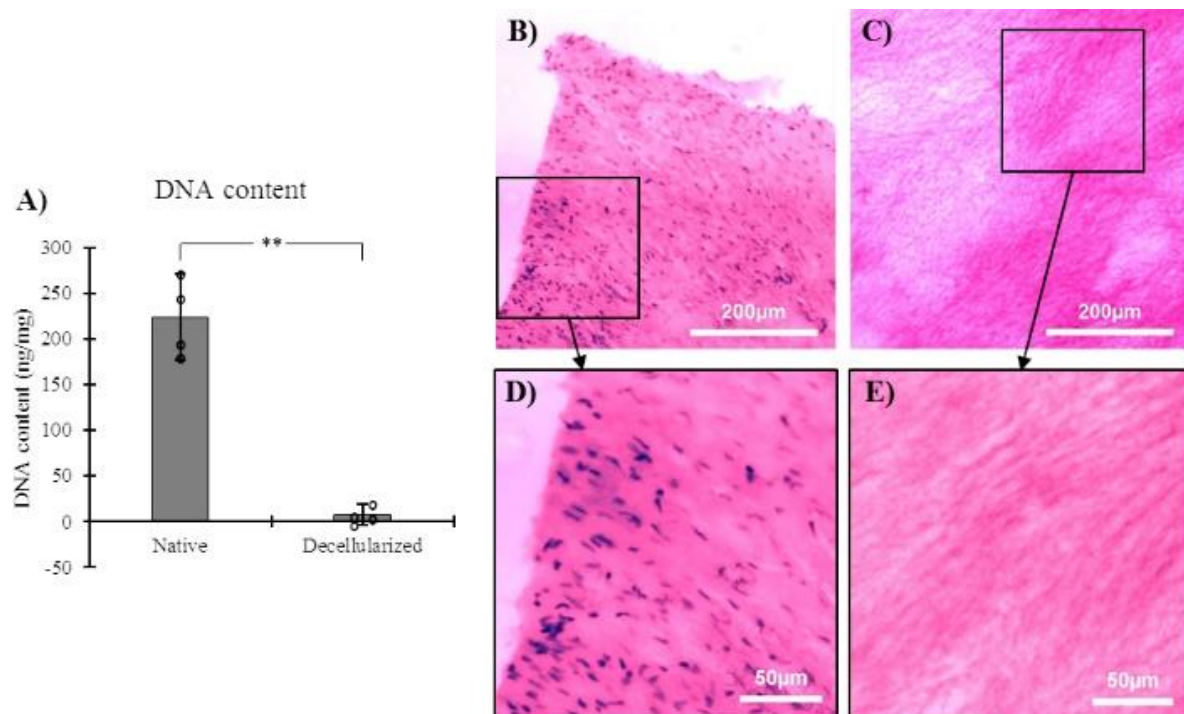 A)
DNA content
DNA content (ng/mg)
300
250
200
150
100
50
0
-50
**
Native
Decellularized
B)
200µm
C)
200µm
D)
50µm
E)
50µm